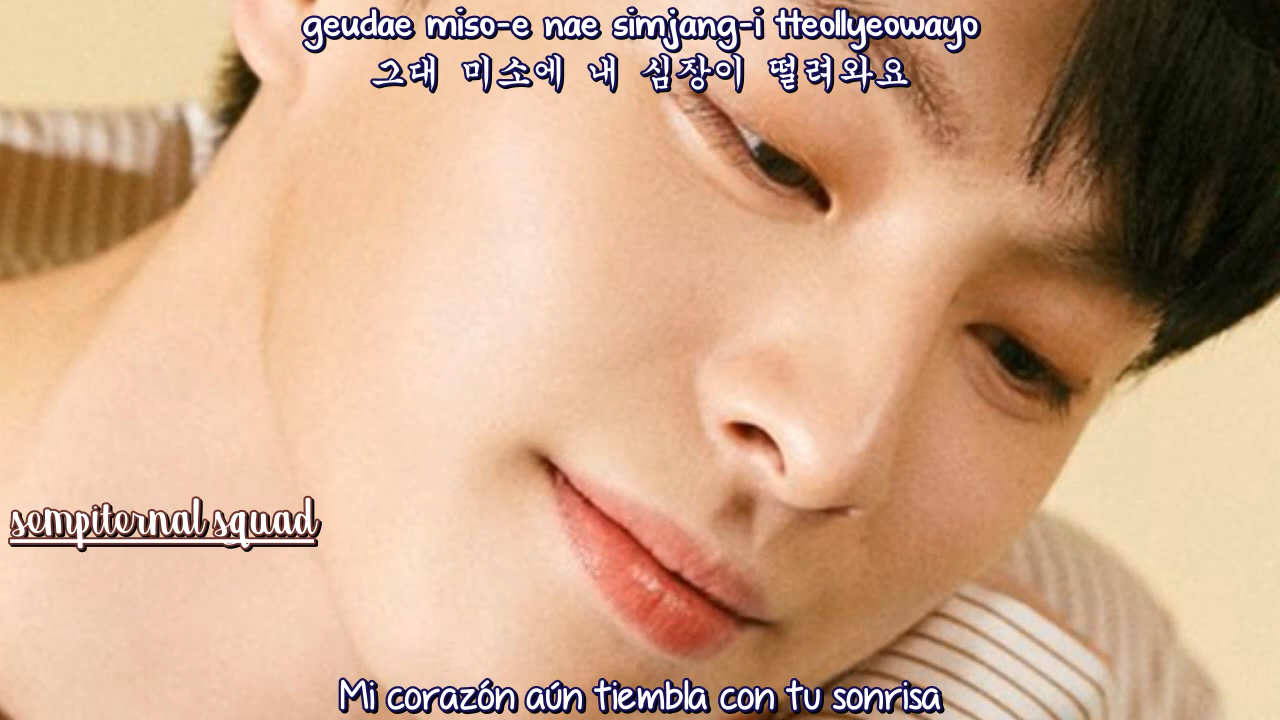 geudae miso-e nae simjang-i tteollyeowayo
그대 미소에 내 심장이 떨려와요
sempiternal squad
Mi corazón aún tiembla con tu sonrisa